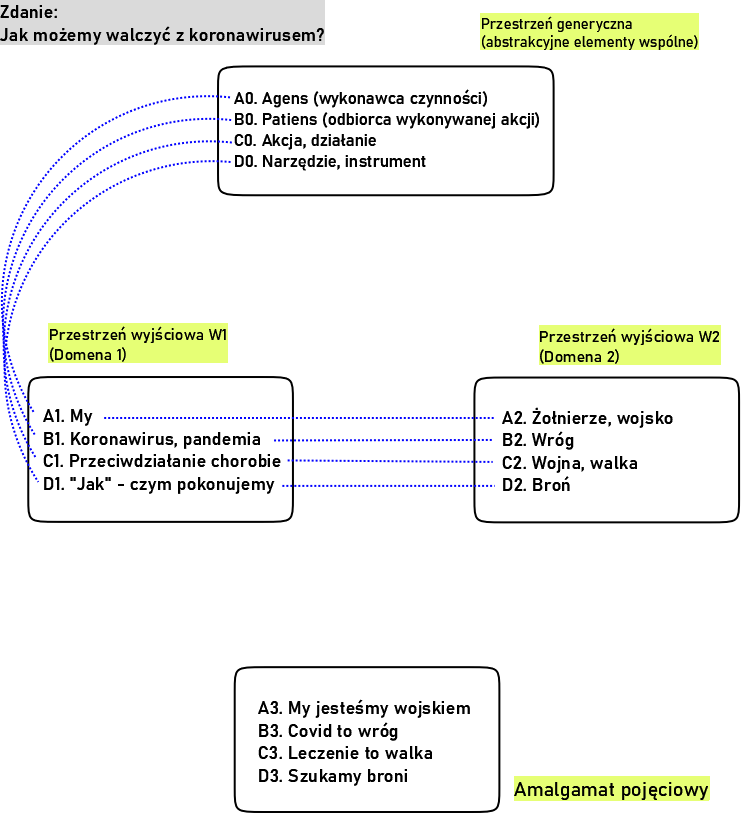 Zdanie:
Jak możemy walczyć z koronawirusem?
Przestrzeń generyczna
(abstrakcyjne elementy wspólne)
A0. Agens (wykonawca czynności)
B0. Patiens (odbiorca wykonywanej akcji)
C0. Akcja, działanie
D0. Narzędzie, instrument
Przestrzeń wyjściowa W1
(Domena 1)
A1. My
B1. Koronawirus, pandemia
C1. Przeciwdziałanie chorobie
D1. "Jak" - czym pokonujemy
Przestrzeń wyjściowa W2
(Domena 2)
A2. Żołnierze, wojsko
B2. Wróg
C2. Wojna, walka
D2. Broń
A3. My jesteśmy wojskiem
B3. Covid to wróg
C3. Leczenie to walka
D3. Szukamy broni
Amalgamat pojęciowy